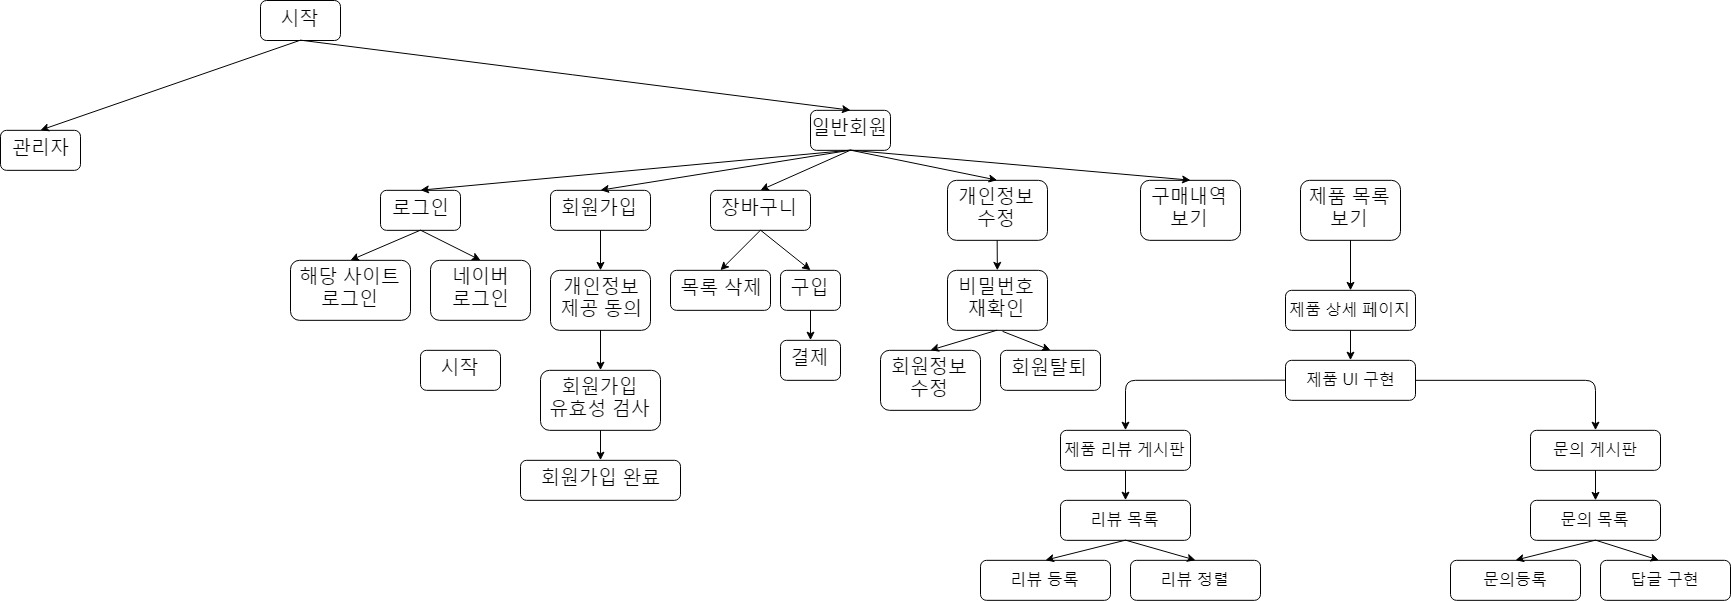 시작
일반회원
관리자
로그인
회원가입
장바구니
개인정보
수정
구매내역
보기
제품 목록
보기
해당 사이트
로그인
네이버
로그인
개인정보
제공 동의
목록 삭제
구입
비밀번호
재확인
제품 상세 페이지
시작
결제
회원정보
수정
회원탈퇴
제품 UI 구현
회원가입
유효성 검사
제품 리뷰 게시판
문의 게시판
회원가입 완료
리뷰 목록
문의 목록
리뷰 등록
리뷰 정렬
문의등록
답글 구현